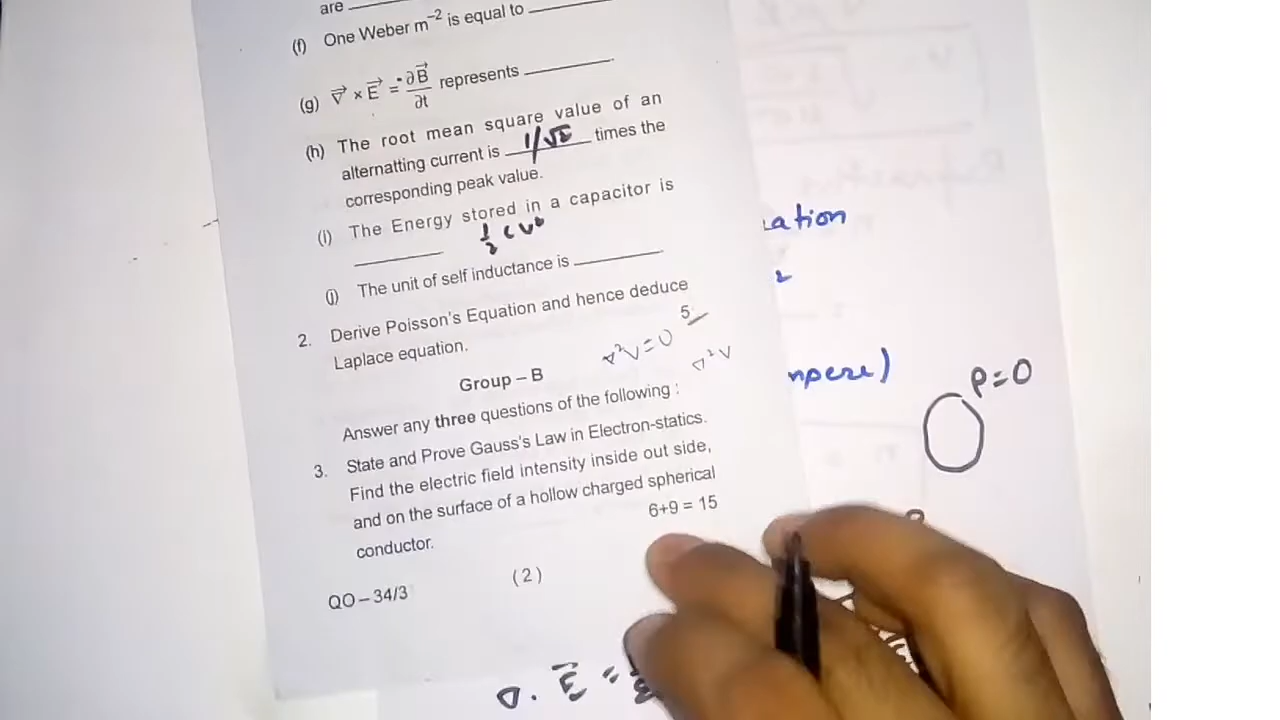 are
(f) One Weber m⁻² is equal to
(g) ∇⃗ × E⃗ = ∂B⃗/∂t represents
(h) The root mean square value of an
alternatting current is 1/√2 times the
corresponding peak value.
(i) The Energy stored in a capacitor is
½ CV²
(j) The unit of self inductance is
2. Derive Poisson's Equation and hence deduce
Laplace equation. 5
∇²V=0
∇²V
Group – B
Answer any three questions of the following :
3. State and Prove Gauss's Law in Electron-statics.
Find the electric field intensity inside out side,
and on the surface of a hollow charged spherical
conductor. 6+9 = 15
QO – 34/3
(2)
ation
2
mpere)
ρ=0
∇. E⃗ =